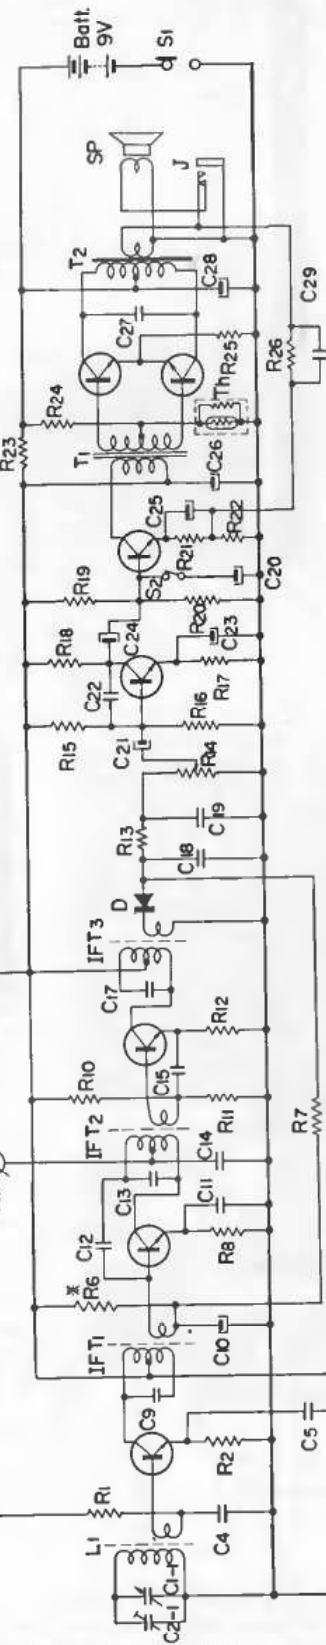 Batt.
9V
S1
SP
J
T2
C28
C27
C29
R26
R25
R24
Th
R23
T1
C26
C25
R22
R21
S2
C20
R19
R20
C24
R18
C23
C22
R17
R15
R16
C21
R14
R13
C19
C18
D
IFT3
C17
R12
R10
C15
IFT2
R11
C14
R7
C13
C12
C11
R8
*
R6
IFT1
C10
C9
C5
R2
R1
L1
C4
C1-1
C2-1